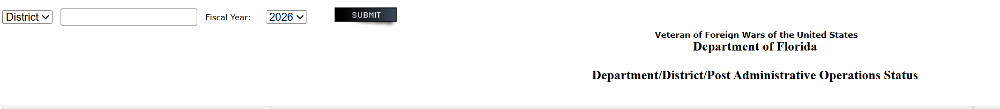 District Fiscal Year: 2026 SUBMIT
Veteran of Foreign Wars of the United States
Department of Florida
Department/District/Post Administrative Operations Status